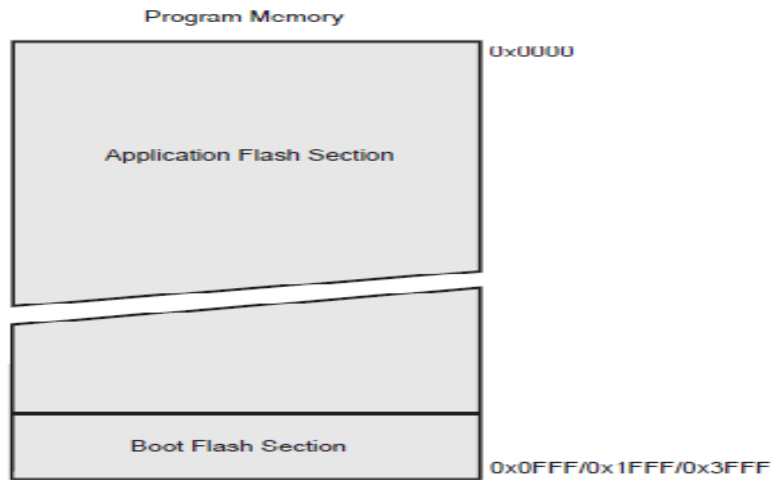 Program Memory
0x0000
Application Flash Section
Boot Flash Section
0x0FFF/0x1FFF/0x3FFF